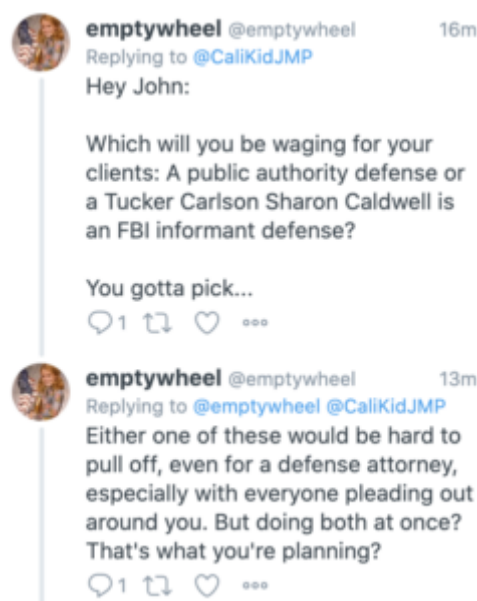 emptywheel @emptywheel 16m
Replying to @CaliKidJMP
Hey John:
Which will you be waging for your
clients: A public authority defense or
a Tucker Carlson Sharon Caldwell is
an FBI informant defense?
You gotta pick...
1
emptywheel @emptywheel 13m
Replying to @emptywheel @CaliKidJMP
Either one of these would be hard to
pull off, even for a defense attorney,
especially with everyone pleading out
around you. But doing both at once?
That's what you're planning?
1